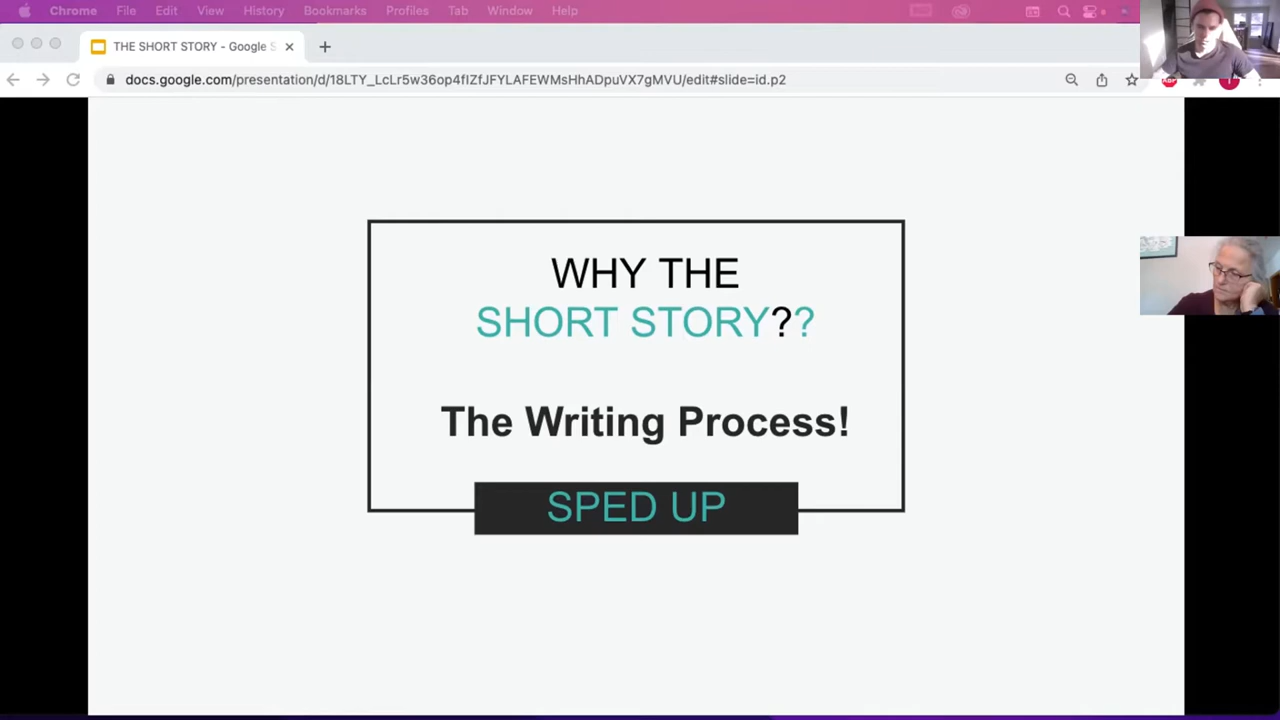 Chrome File Edit View History Bookmarks Profiles Tab Window Help
THE SHORT STORY - Google S
docs.google.com/presentation/d/18LTY_LcLr5w36op4flZfJFYLAFEWMsHhADpuVX7gMVU/edit#slide=id.p2
WHY THE
SHORT STORY??
The Writing Process!
SPED UP